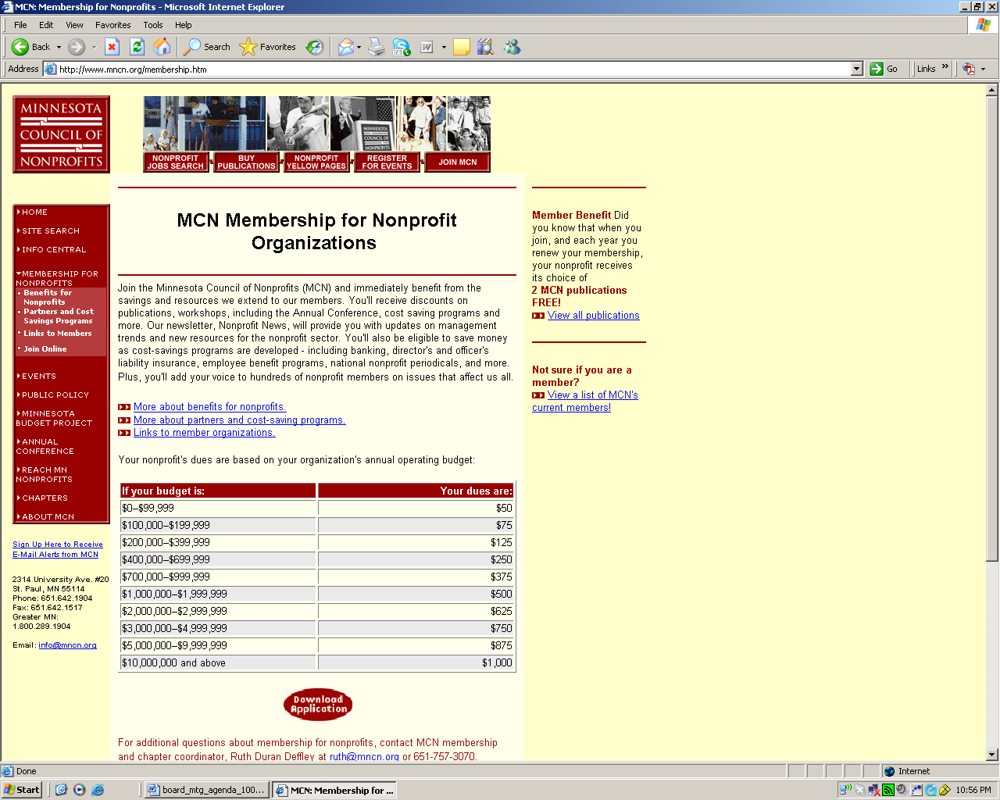 MCN: Membership for Nonprofits - Microsoft Internet Explorer
File Edit View Favorites Tools Help
Back Search Favorites
Address http://www.mncn.org/membership.htm Go Links »
MINNESOTA
COUNCIL OF
NONPROFITS
MINNESOTA
COUNCIL OF
NONPROFITS
NONPROFIT
JOBS SEARCH
BUY
PUBLICATIONS
NONPROFIT
YELLOW PAGES
REGISTER
FOR EVENTS
JOIN MCN
HOME
SITE SEARCH
INFO CENTRAL
MEMBERSHIP FOR
NONPROFITS
Benefits for
Nonprofits
Partners and Cost
Savings Programs
Links to Members
Join Online
EVENTS
PUBLIC POLICY
MINNESOTA
BUDGET PROJECT
ANNUAL
CONFERENCE
REACH MN
NONPROFITS
CHAPTERS
ABOUT MCN
Sign Up Here to Receive
E-Mail Alerts from MCN
2314 University Ave. #20
St. Paul, MN 55114
Phone: 651.642.1904
Fax: 651.642.1517
Greater MN:
1.800.289.1904
Email: info@mncn.org
MCN Membership for Nonprofit
Organizations
Join the Minnesota Council of Nonprofits (MCN) and immediately benefit from the
savings and resources we extend to our members. You'll receive discounts on
publications, workshops, including the Annual Conference, cost saving programs and
more. Our newsletter, Nonprofit News, will provide you with updates on management
trends and new resources for the nonprofit sector. You'll also be eligible to save money
as cost-savings programs are developed - including banking, director's and officer's
liability insurance, employee benefit programs, national nonprofit periodicals, and more.
Plus, you'll add your voice to hundreds of nonprofit members on issues that affect us all.
More about benefits for nonprofits.
More about partners and cost-saving programs.
Links to member organizations.
Your nonprofit's dues are based on your organization's annual operating budget:
If your budget is: Your dues are:
$0–$99,999 $50
$100,000–$199,999 $75
$200,000–$399,999 $125
$400,000–$699,999 $250
$700,000–$999,999 $375
$1,000,000–$1,999,999 $500
$2,000,000–$2,999,999 $625
$3,000,000–$4,999,999 $750
$5,000,000–$9,999,999 $875
$10,000,000 and above $1,000
Download
Application
For additional questions about membership for nonprofits, contact MCN membership
and chapter coordinator, Ruth Duran Deffley at ruth@mncn.org or 651-757-3070.
Member Benefit Did
you know that when you
join, and each year you
renew your membership,
your nonprofit receives
its choice of
2 MCN publications
FREE!
View all publications
Not sure if you are a
member?
View a list of MCN's
current members!
Done Internet
Start board_mtg_agenda_100... MCN: Membership for ... 10:56 PM